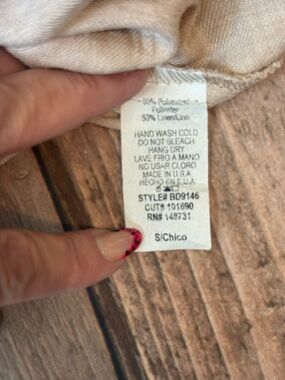 50% Polyester/
Poliéster
50% Linen/Lino
HAND WASH COLD
DO NOT BLEACH
HANG DRY
LAVE FRIO A MANO
NO USAR CLORO
MADE IN U.S.A
HECHO EN E.U.A
STYLE# BD9146
CUT# 101690
RN# 148731
S/Chico